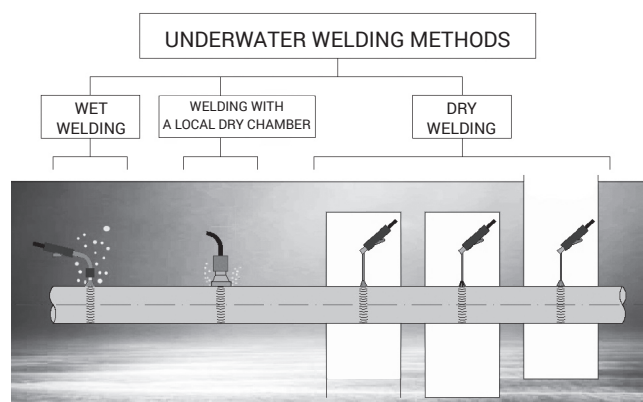 UNDERWATER WELDING METHODS
WET
WELDING
WELDING WITH
A LOCAL DRY CHAMBER
DRY
WELDING